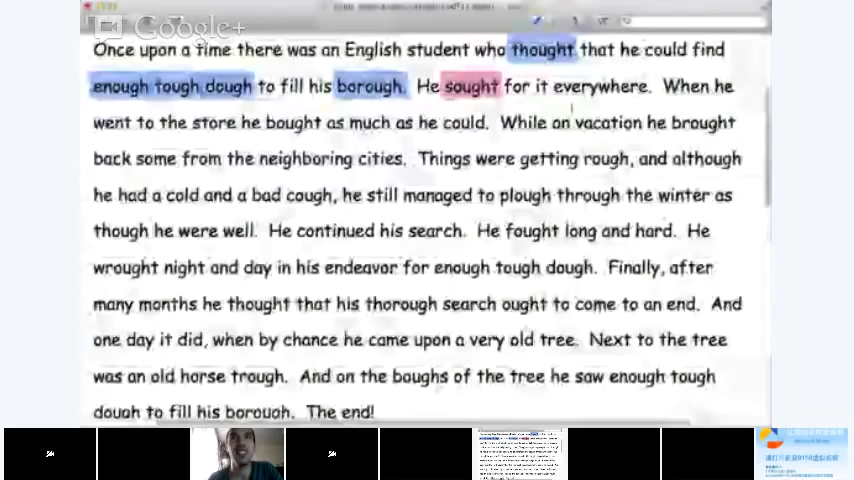 Google+
Once upon a time there was an English student who thought that he could find
enough tough dough to fill his borough. He sought for it everywhere. When he
went to the store he bought as much as he could. While on vacation he brought
back some from the neighboring cities. Things were getting rough, and although
he had a cold and a bad cough, he still managed to plough through the winter as
though he were well. He continued his search. He fought long and hard. He
wrought night and day in his endeavor for enough tough dough. Finally, after
many months he thought that his thorough search ought to come to an end. And
one day it did, when by chance he came upon a very old tree. Next to the tree
was an old horse trough. And on the boughs of the tree he saw enough tough
dough to fill his borough. The end!